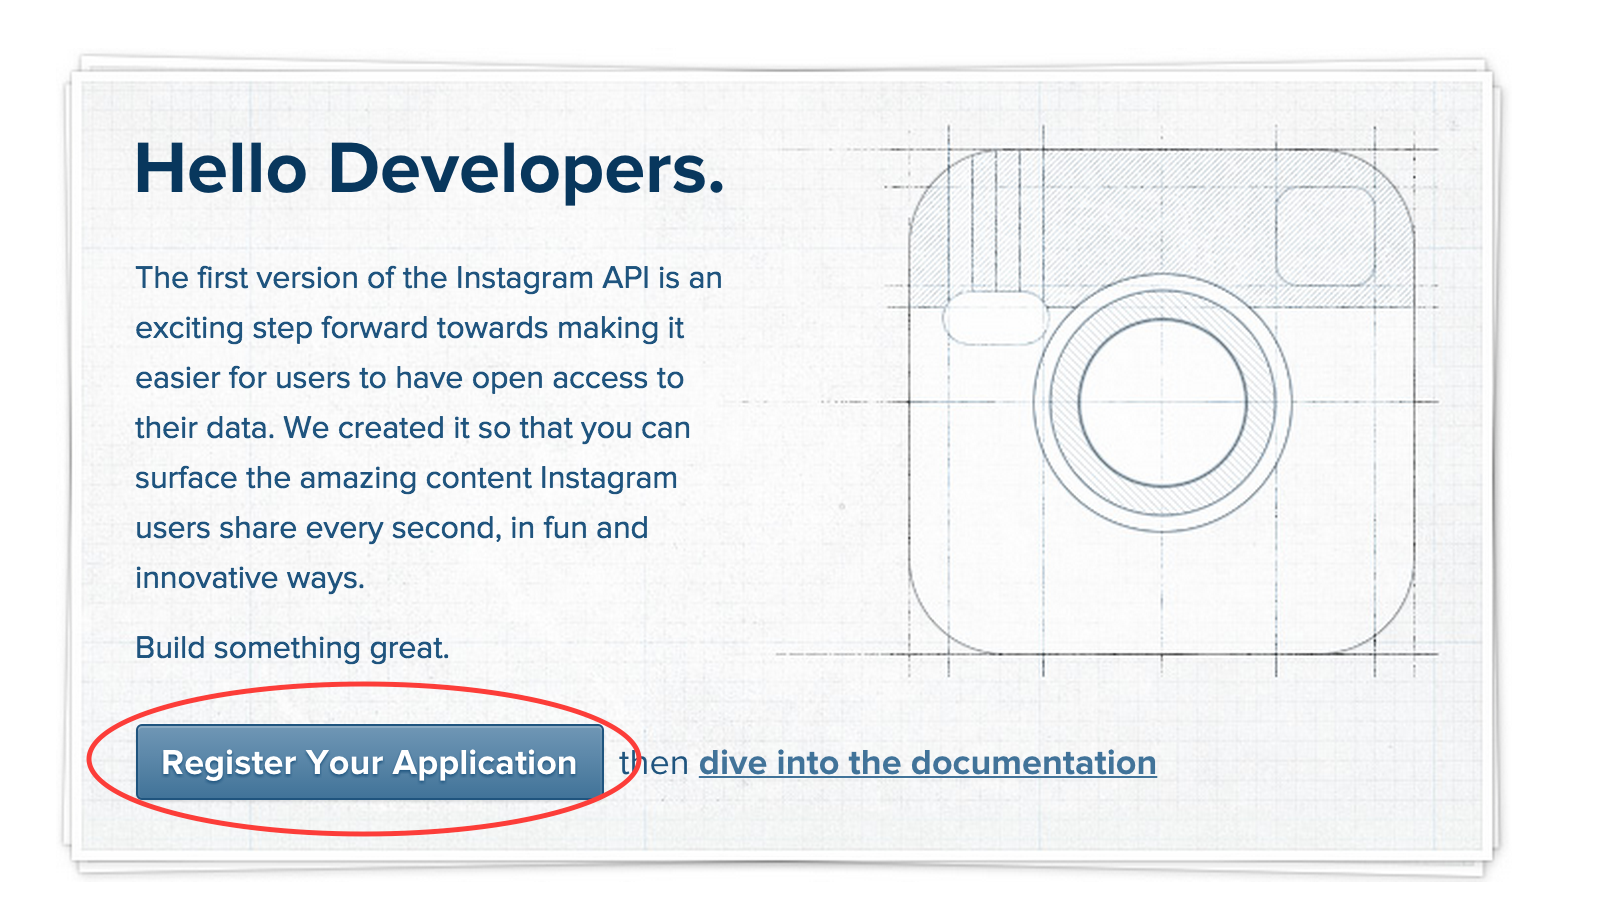 Hello Developers.
The first version of the Instagram API is an
exciting step forward towards making it
easier for users to have open access to
their data. We created it so that you can
surface the amazing content Instagram
users share every second, in fun and
innovative ways.
Build something great.
Register Your Application then dive into the documentation